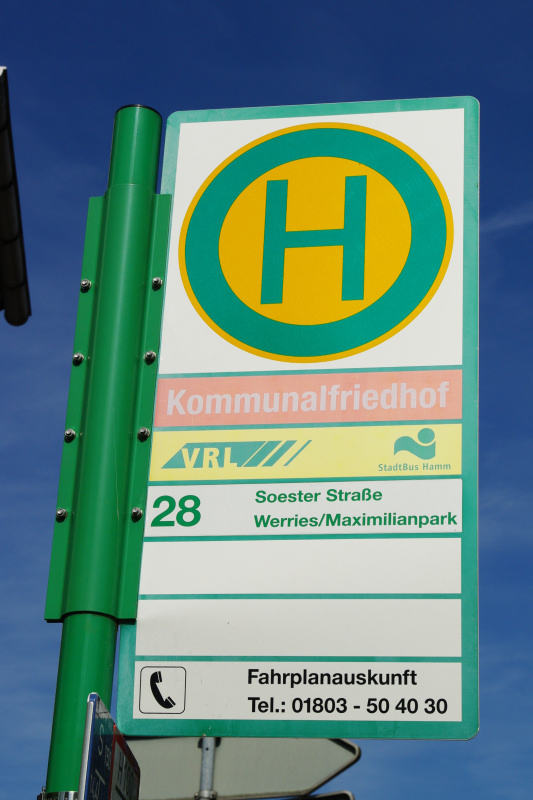 H
Kommunalfriedhof
VRL
StadtBus Hamm
28
Soester Straße
Werries/Maximilianpark
Fahrplanauskunft
Tel.: 01803 - 50 40 30